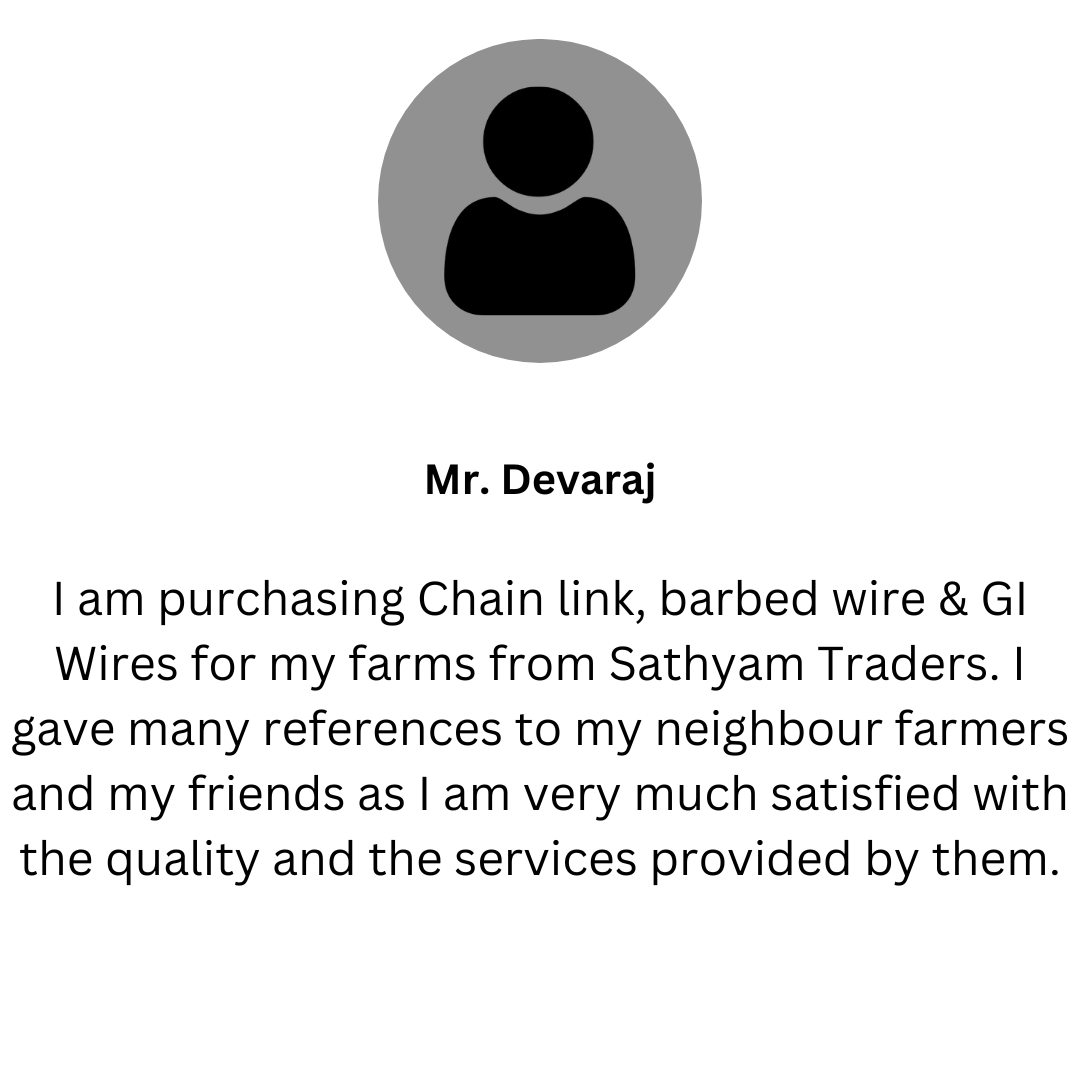 Mr. Devaraj
I am purchasing Chain link, barbed wire & GI
Wires for my farms from Sathyam Traders. I
gave many references to my neighbour farmers
and my friends as I am very much satisfied with
the quality and the services provided by them.